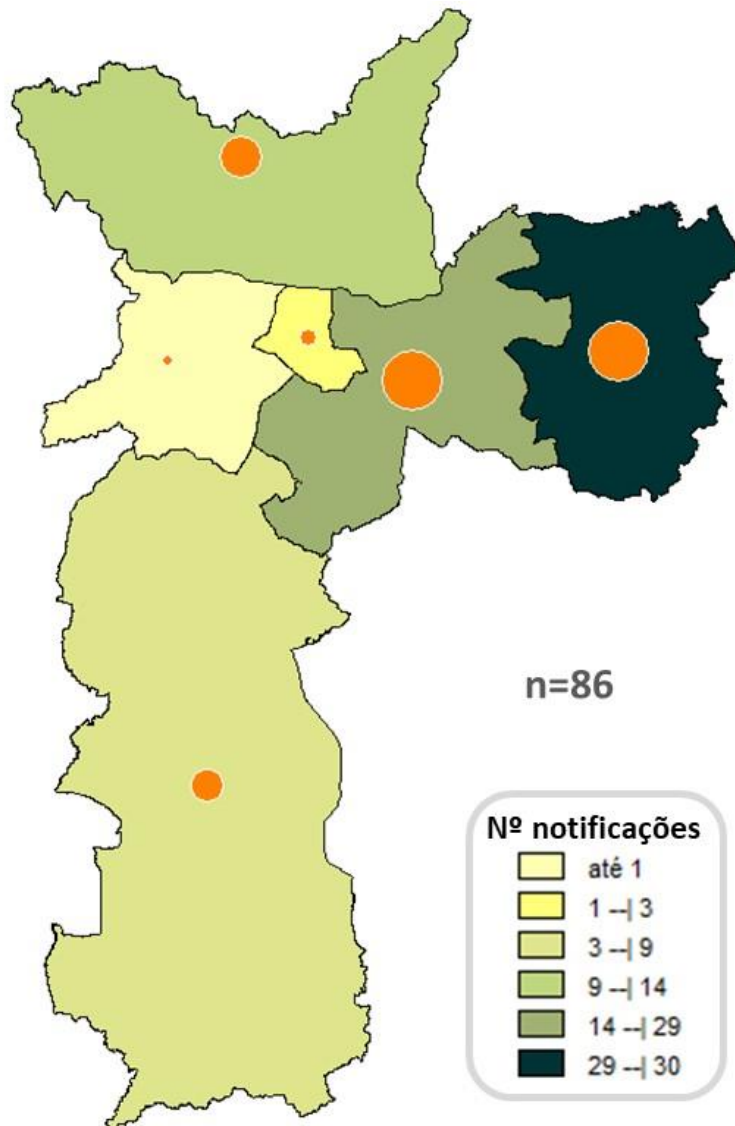 n=86
Nº notificações
até 1
1 --| 3
3 --| 9
9 --| 14
14 --| 29
29 --| 30